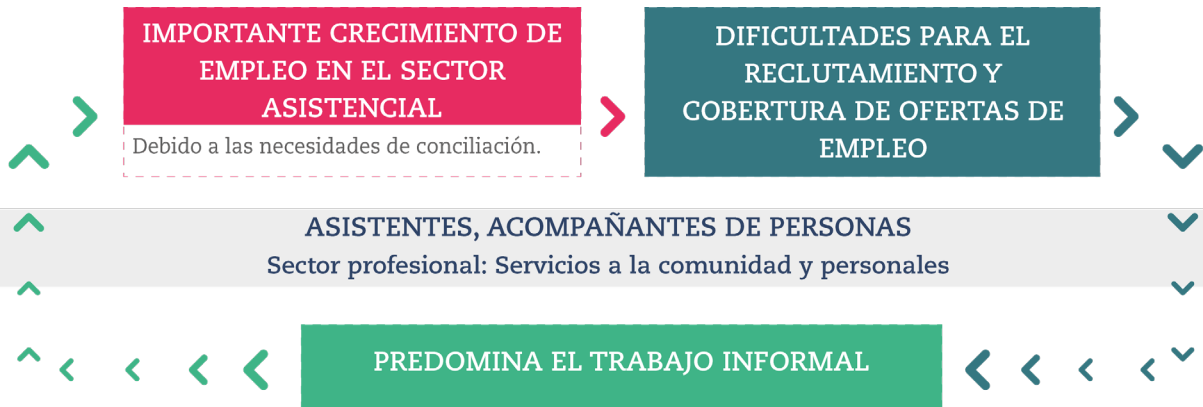 IMPORTANTE CRECIMIENTO DE
EMPLEO EN EL SECTOR
ASISTENCIAL
Debido a las necesidades de conciliación.
DIFICULTADES PARA EL
RECLUTAMIENTO Y
COBERTURA DE OFERTAS DE
EMPLEO
ASISTENTES, ACOMPAÑANTES DE PERSONAS
Sector profesional: Servicios a la comunidad y personales
PREDOMINA EL TRABAJO INFORMAL